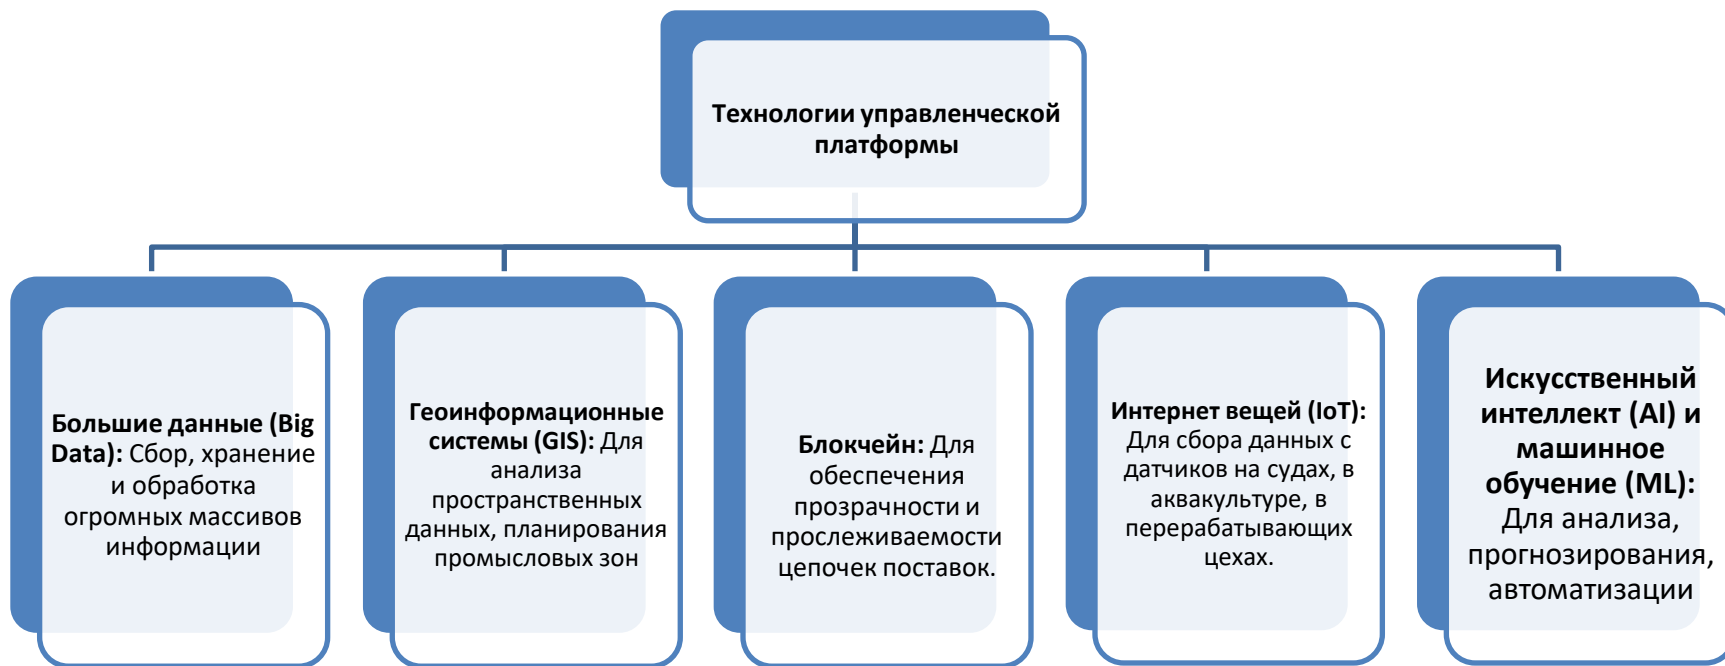 Технологии управленческой
платформы
Большие данные (Big
Data): Сбор, хранение
и обработка
огромных массивов
информации
Геоинформационные
системы (GIS): Для
анализа
пространственных
данных, планирования
промысловых зон
Блокчейн: Для
обеспечения
прозрачности и
прослеживаемости
цепочек поставок.
Интернет вещей (IoT):
Для сбора данных с
датчиков на судах, в
аквакультуре, в
перерабатывающих
цехах.
Искусственный
интеллект (AI) и
машинное
обучение (ML):
Для анализа,
прогнозирования,
автоматизации